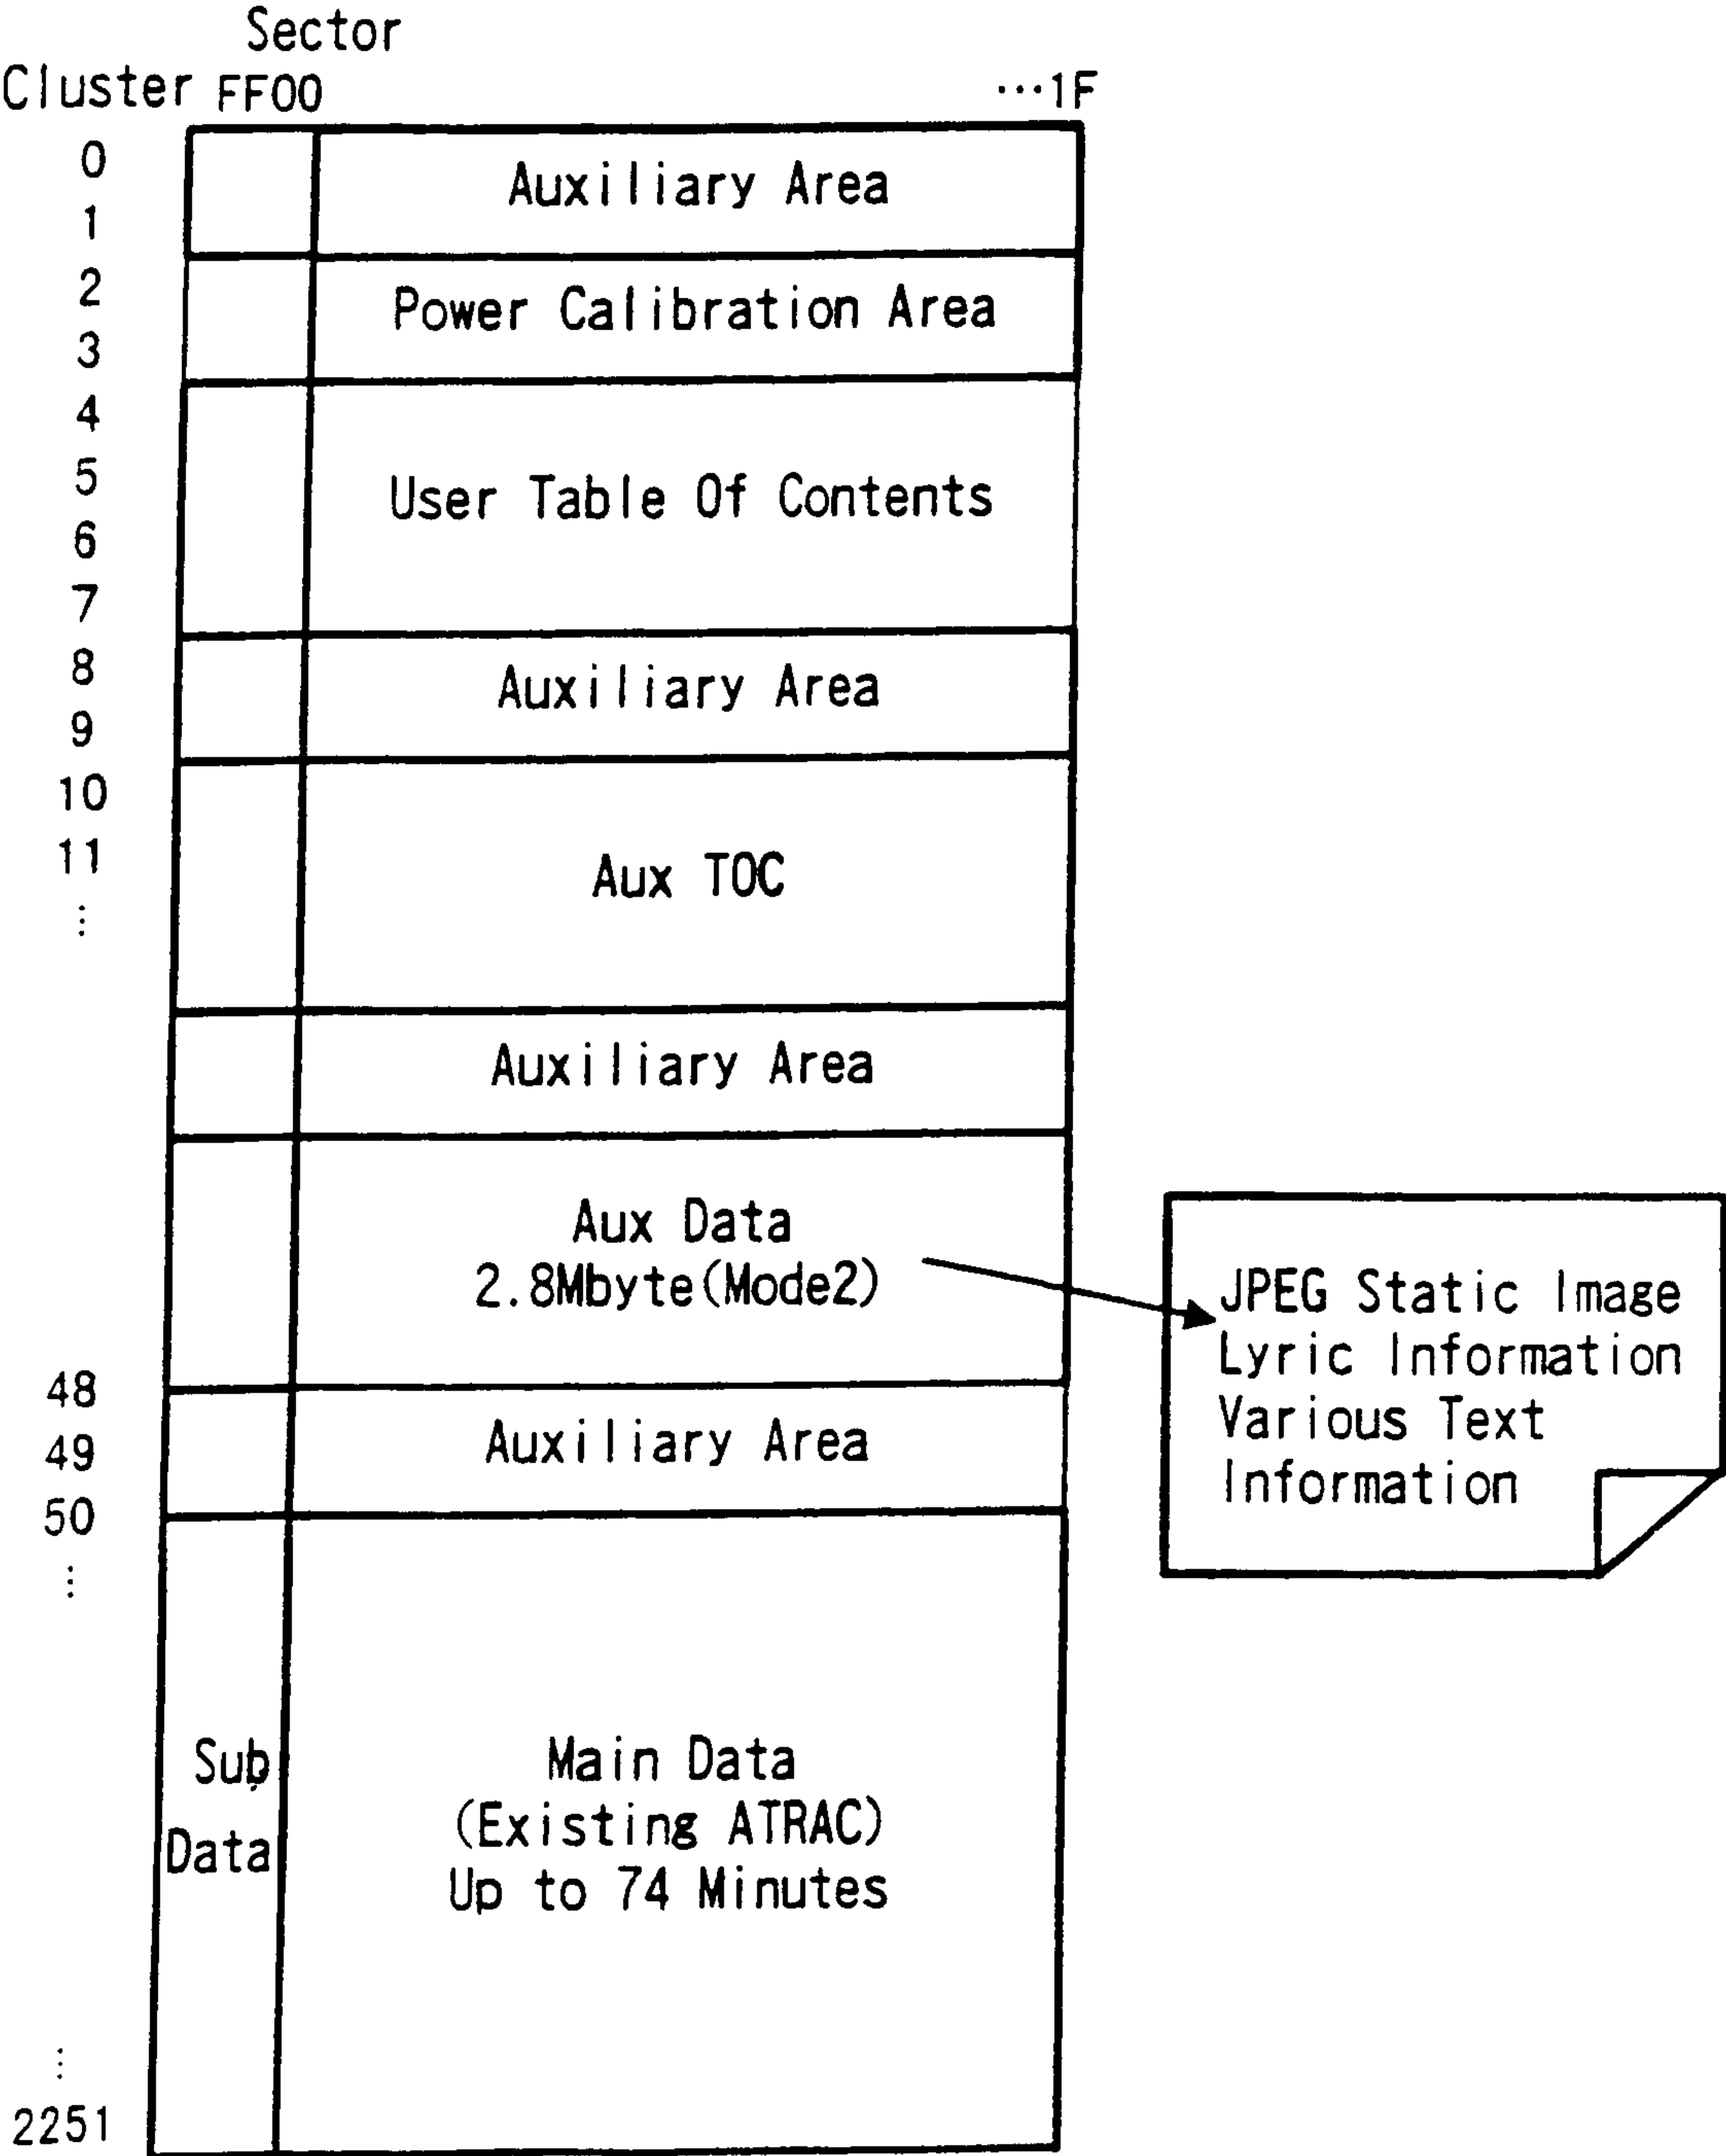 Sector
Cluster FF00 …1F
0
Auxiliary Area
1
2
Power Calibration Area
3
4
5
User Table Of Contents
6
7
8
Auxiliary Area
9
10
11
Aux TOC
⋮
Auxiliary Area
Aux Data
2.8Mbyte(Mode2)
JPEG Static Image
Lyric Information
Various Text
Information
48
49
Auxiliary Area
50
⋮
Sub
Data
Main Data
(Existing ATRAC)
Up to 74 Minutes
⋮
2251